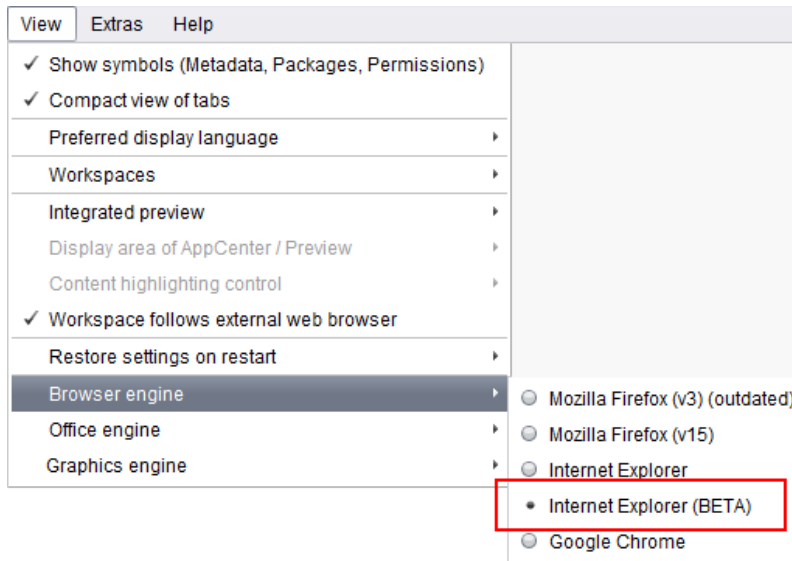 View Extras Help
✓ Show symbols (Metadata, Packages, Permissions)
✓ Compact view of tabs
Preferred display language
Workspaces
Integrated preview
Display area of AppCenter / Preview
Content highlighting control
✓ Workspace follows external web browser
Restore settings on restart
Browser engine
Office engine
Graphics engine
Mozilla Firefox (v3) (outdated)
Mozilla Firefox (v15)
Internet Explorer
Internet Explorer (BETA)
Google Chrome